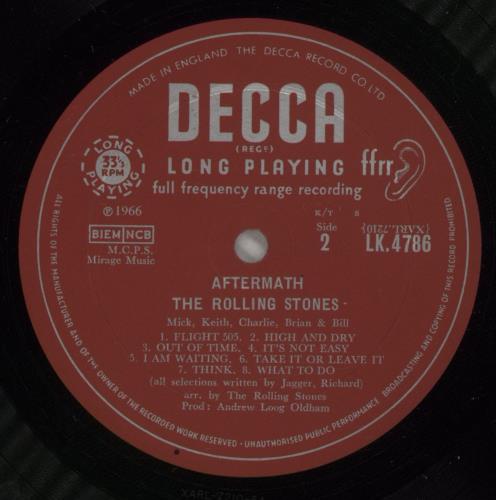 MADE IN ENGLAND THE DECCA RECORD CO. LTD
DECCA
(REGᴰ)
LONG PLAYING
ffrr
full frequency range recording
LONG
33⅓
RPM
PLAYING
℗ 1966
BIEM NCB
M.C.P.S.
Mirage Music
K/T S
Side
2
{XARL.7210}
LK.4786
AFTERMATH
THE ROLLING STONES
Mick, Keith, Charlie, Brian & Bill
1. FLIGHT 505. 2. HIGH AND DRY
3. OUT OF TIME. 4. IT'S NOT EASY
5. I AM WAITING. 6. TAKE IT OR LEAVE IT
7. THINK. 8. WHAT TO DO
(all selections written by Jagger, Richard)
arr. by The Rolling Stones
Prod: Andrew Loog Oldham
ALL RIGHTS OF THE MANUFACTURER AND OF THE OWNER OF THE RECORDED WORK RESERVED · UNAUTHORISED PUBLIC PERFORMANCE BROADCASTING AND COPYING OF THIS RECORD PROHIBITED